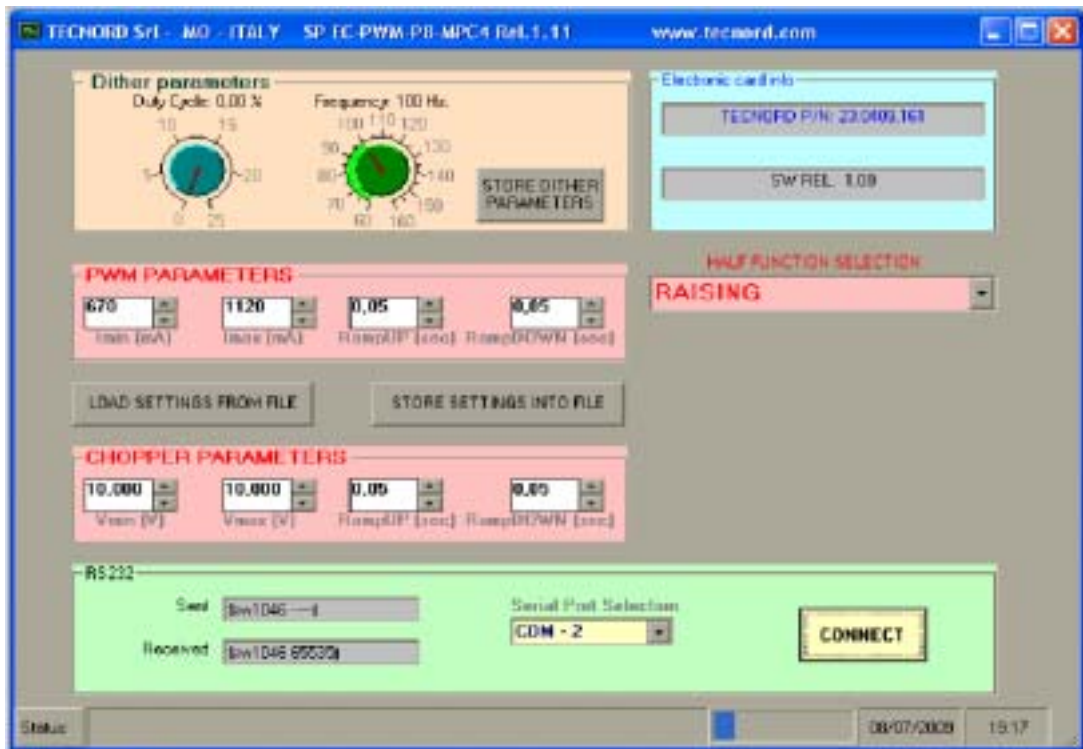 TECNORD Srl - MO - ITALY SP EC-PWM-P8-MPC4 Rel.1.11 www.tecnord.com
Dither parameters
Duty Cycle: 0,00 %
0 5 10 15 20 25
Frequency: 100 Hz.
60 70 80 90 100 110 120 130 140 150 160
STORE DITHER
PARAMETERS
Electronic card info
TECNORD P/N: 23.0409.161
SW REL. 1.09
HALF FUNCTION SELECTION
RAISING
PWM PARAMETERS
670 1120 0,05 0,05
Imin (mA) Imax (mA) RampUP (sec) RampDOWN (sec)
LOAD SETTINGS FROM FILE STORE SETTINGS INTO FILE
CHOPPER PARAMETERS
10.000 10.000 0,05 0,05
Vmin (V) Vmax (V) RampUP (sec) RampDOWN (sec)
RS232
Sent
Received
Serial Port Selection
COM - 2
CONNECT
Status: 08/07/2009 15:17